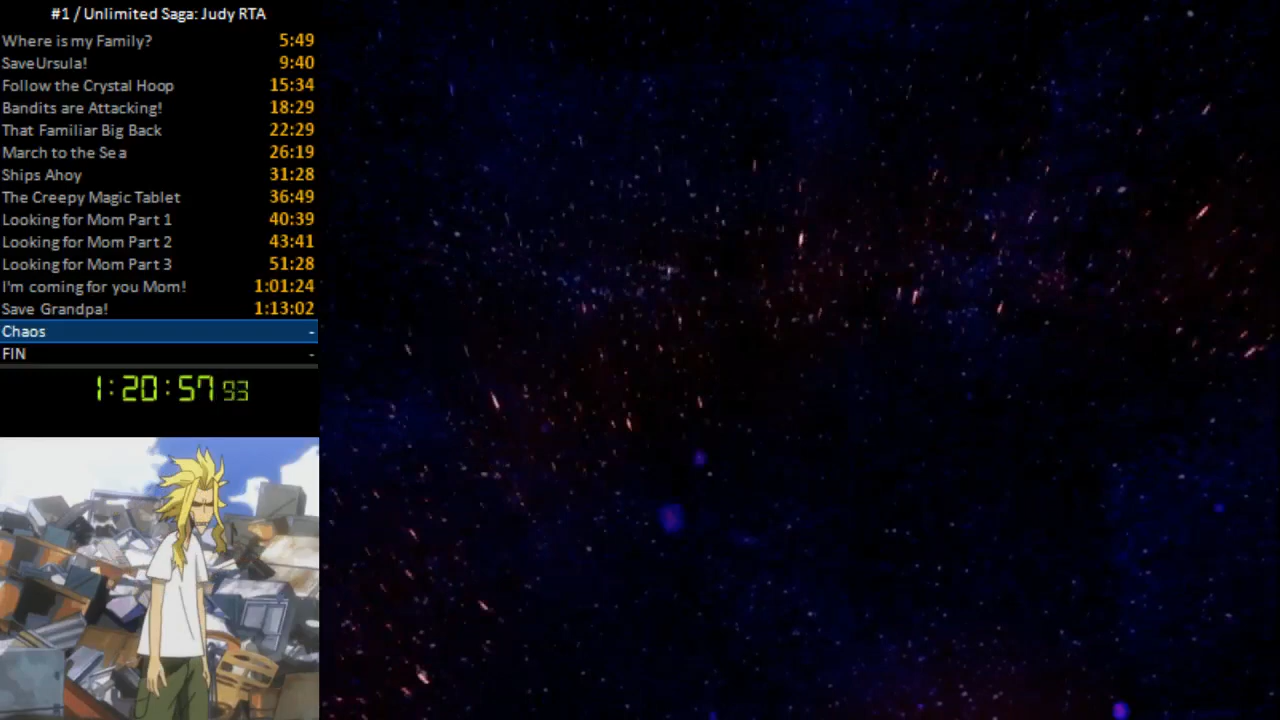 #1 / Unlimited Saga: Judy RTA
Where is my Family? 5:49
SaveUrsula! 9:40
Follow the Crystal Hoop 15:34
Bandits are Attacking! 18:29
That Familiar Big Back 22:29
March to the Sea 26:19
Ships Ahoy 31:28
The Creepy Magic Tablet 36:49
Looking for Mom Part 1 40:39
Looking for Mom Part 2 43:41
Looking for Mom Part 3 51:28
I'm coming for you Mom! 1:01:24
Save Grandpa! 1:13:02
Chaos -
FIN -
1:20:57 93